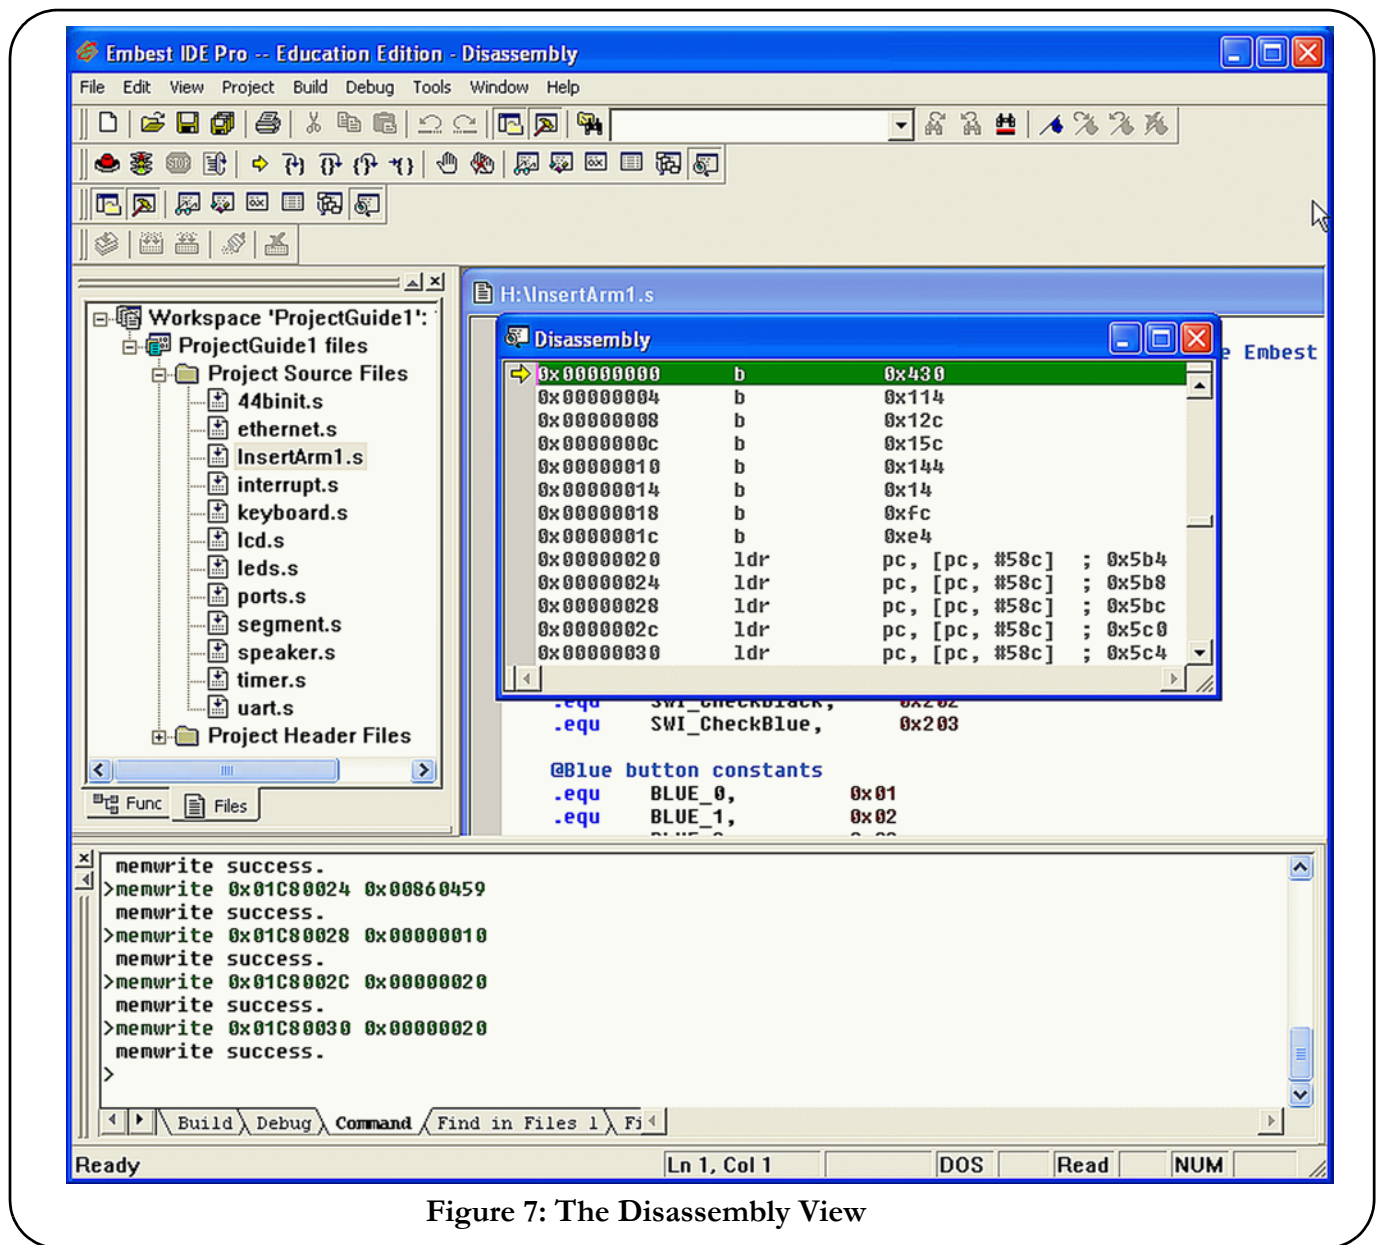 Embest IDE Pro -- Education Edition - Disassembly
File Edit View Project Build Debug Tools Window Help
STOP
Workspace 'ProjectGuide1':
ProjectGuide1 files
Project Source Files
44binit.s
ethernet.s
InsertArm1.s
interrupt.s
keyboard.s
lcd.s
leds.s
ports.s
segment.s
speaker.s
timer.s
uart.s
Project Header Files
Func Files
H:\InsertArm1.s
e Embest
Disassembly
0x00000000 b 0x430
0x00000004 b 0x114
0x00000008 b 0x12c
0x0000000c b 0x15c
0x00000010 b 0x144
0x00000014 b 0x14
0x00000018 b 0xfc
0x0000001c b 0xe4
0x00000020 ldr pc, [pc, #58c] ; 0x5b4
0x00000024 ldr pc, [pc, #58c] ; 0x5b8
0x00000028 ldr pc, [pc, #58c] ; 0x5bc
0x0000002c ldr pc, [pc, #58c] ; 0x5c0
0x00000030 ldr pc, [pc, #58c] ; 0x5c4
.equ SWI_CheckBlack, 0x202
.equ SWI_CheckBlue, 0x203
@Blue button constants
.equ BLUE_0, 0x01
.equ BLUE_1, 0x02
memwrite success.
>memwrite 0x01C80024 0x00860459
memwrite success.
>memwrite 0x01C80028 0x00000010
memwrite success.
>memwrite 0x01C8002C 0x00000020
memwrite success.
>memwrite 0x01C80030 0x00000020
memwrite success.
>
Build Debug Command Find in Files 1 Fi
Ready Ln 1, Col 1 DOS Read NUM
Figure 7: The Disassembly View